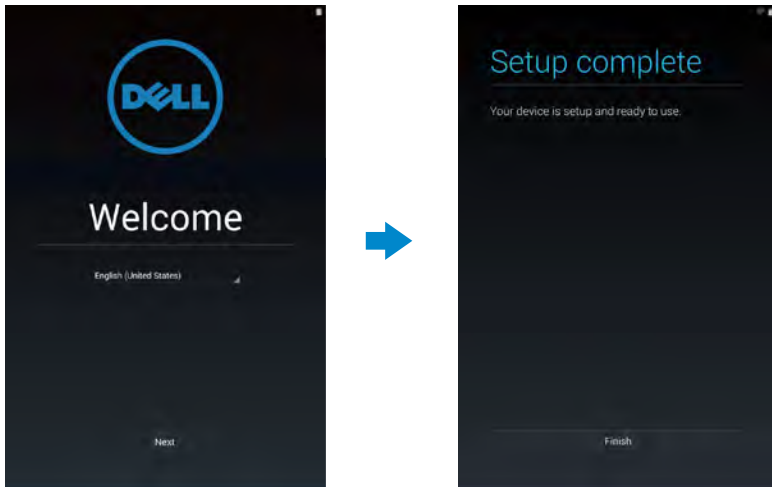 DELL
Welcome
English (United States)
Next
Setup complete
Your device is setup and ready to use.
Finish